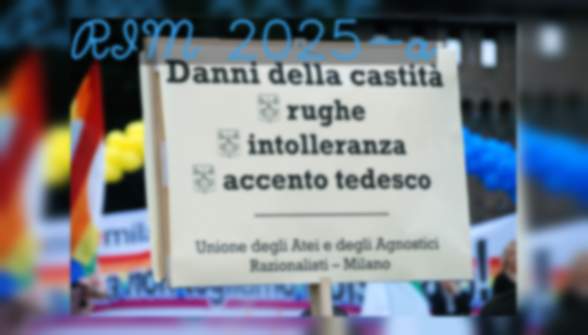 RIM 2025-a
Danni della castità
rughe
intolleranza
accento tedesco
Unione degli Atei e degli Agnostici
Razionalisti – Milano